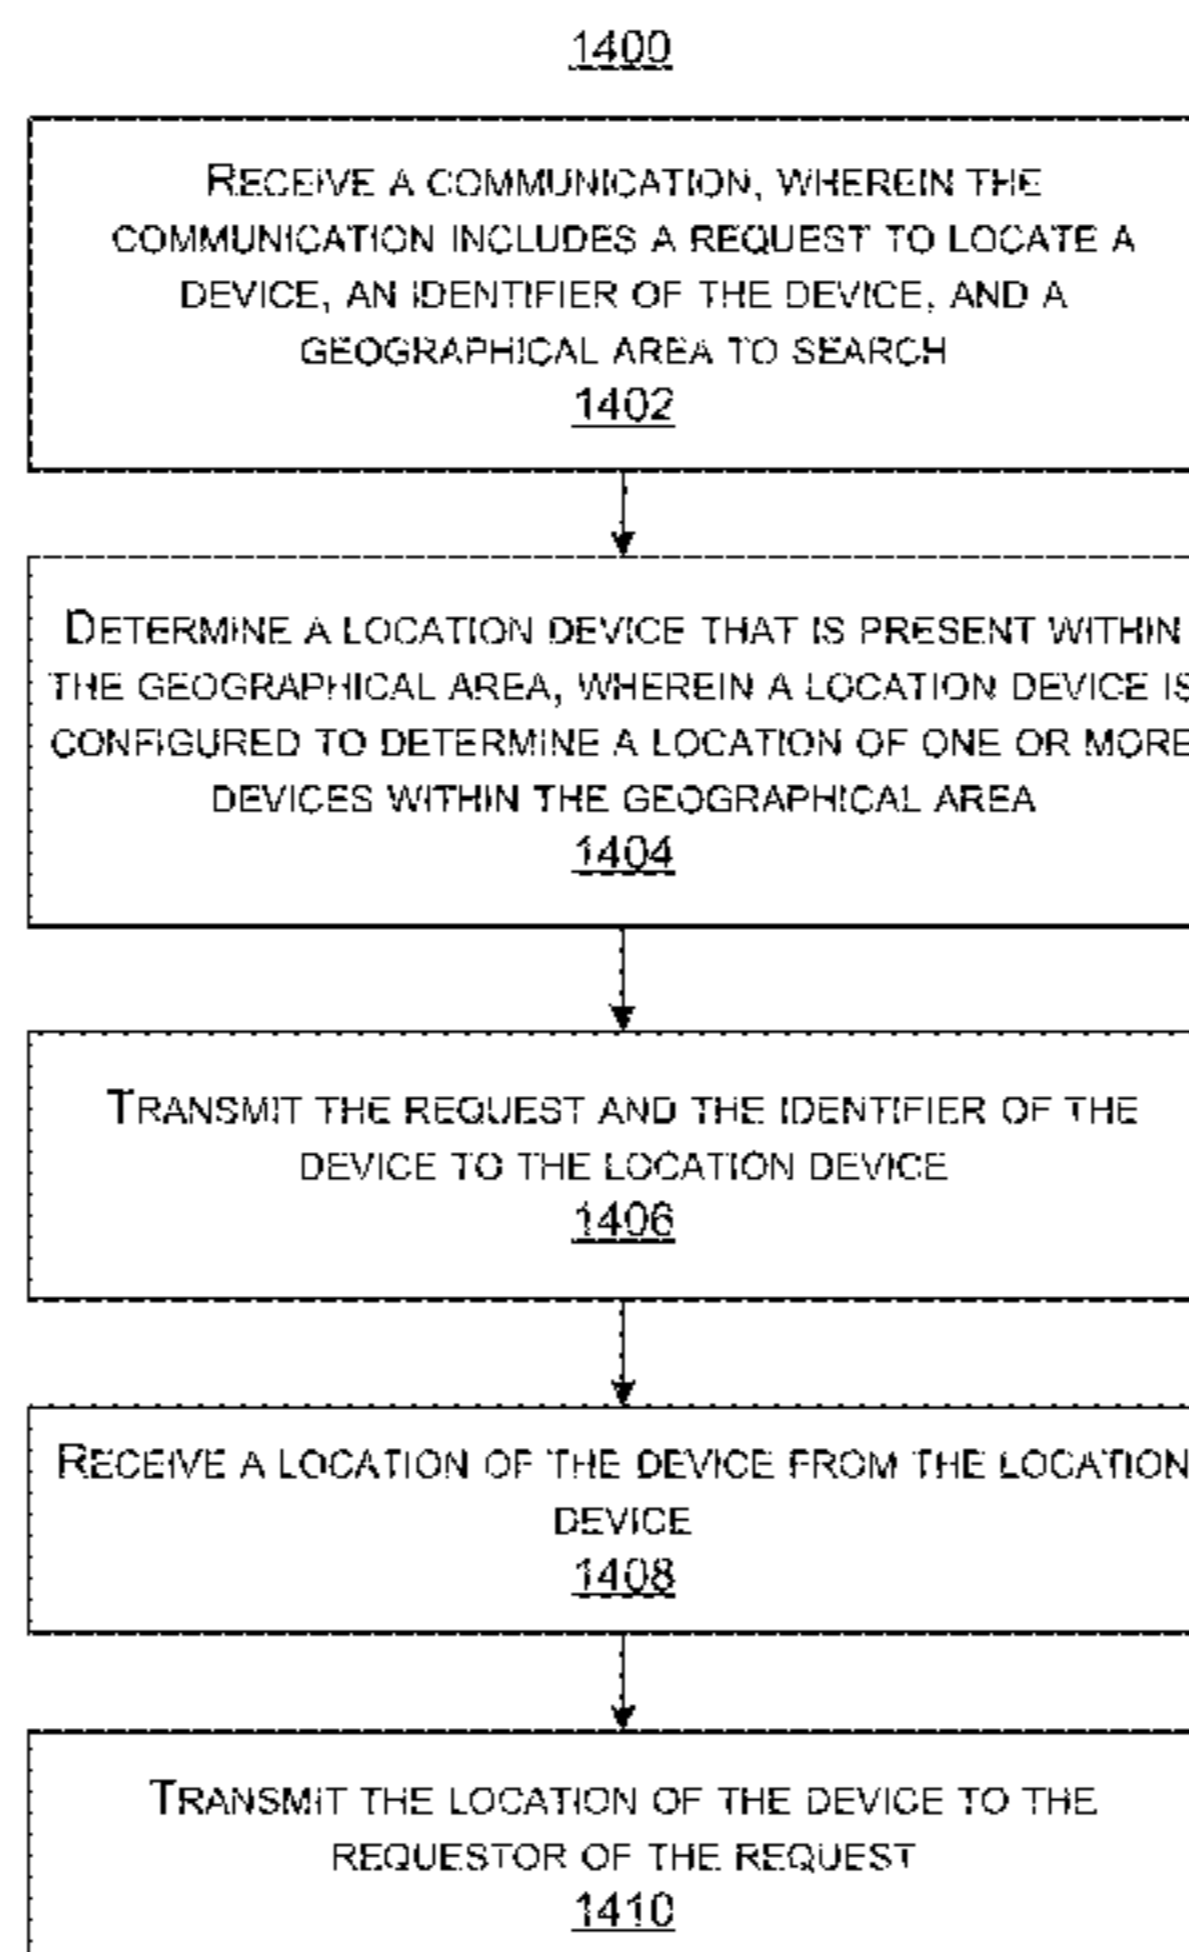 1400
RECEIVE A COMMUNICATION, WHEREIN THE
COMMUNICATION INCLUDES A REQUEST TO LOCATE A
DEVICE, AN IDENTIFIER OF THE DEVICE, AND A
GEOGRAPHICAL AREA TO SEARCH
1402
DETERMINE A LOCATION DEVICE THAT IS PRESENT WITHIN
THE GEOGRAPHICAL AREA, WHEREIN A LOCATION DEVICE IS
CONFIGURED TO DETERMINE A LOCATION OF ONE OR MORE
DEVICES WITHIN THE GEOGRAPHICAL AREA
1404
TRANSMIT THE REQUEST AND THE IDENTIFIER OF THE
DEVICE TO THE LOCATION DEVICE
1406
RECEIVE A LOCATION OF THE DEVICE FROM THE LOCATION
DEVICE
1408
TRANSMIT THE LOCATION OF THE DEVICE TO THE
REQUESTOR OF THE REQUEST
1410